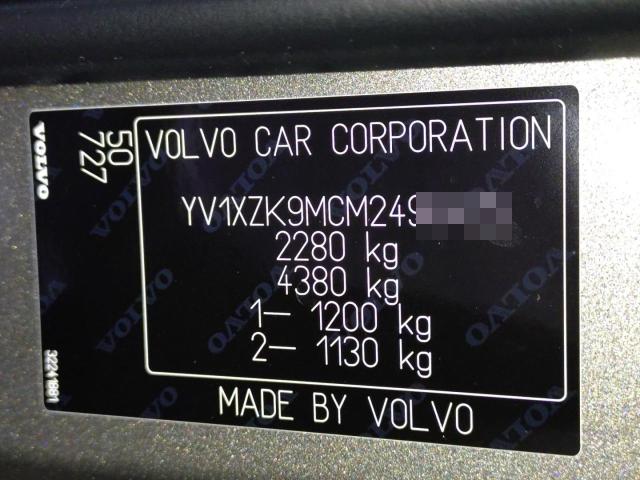 VOLVO
50
727
VOLVO CAR CORPORATION
YV1XZK9MCM249
2280 kg
4380 kg
1– 1200 kg
2– 1130 kg
MADE BY VOLVO